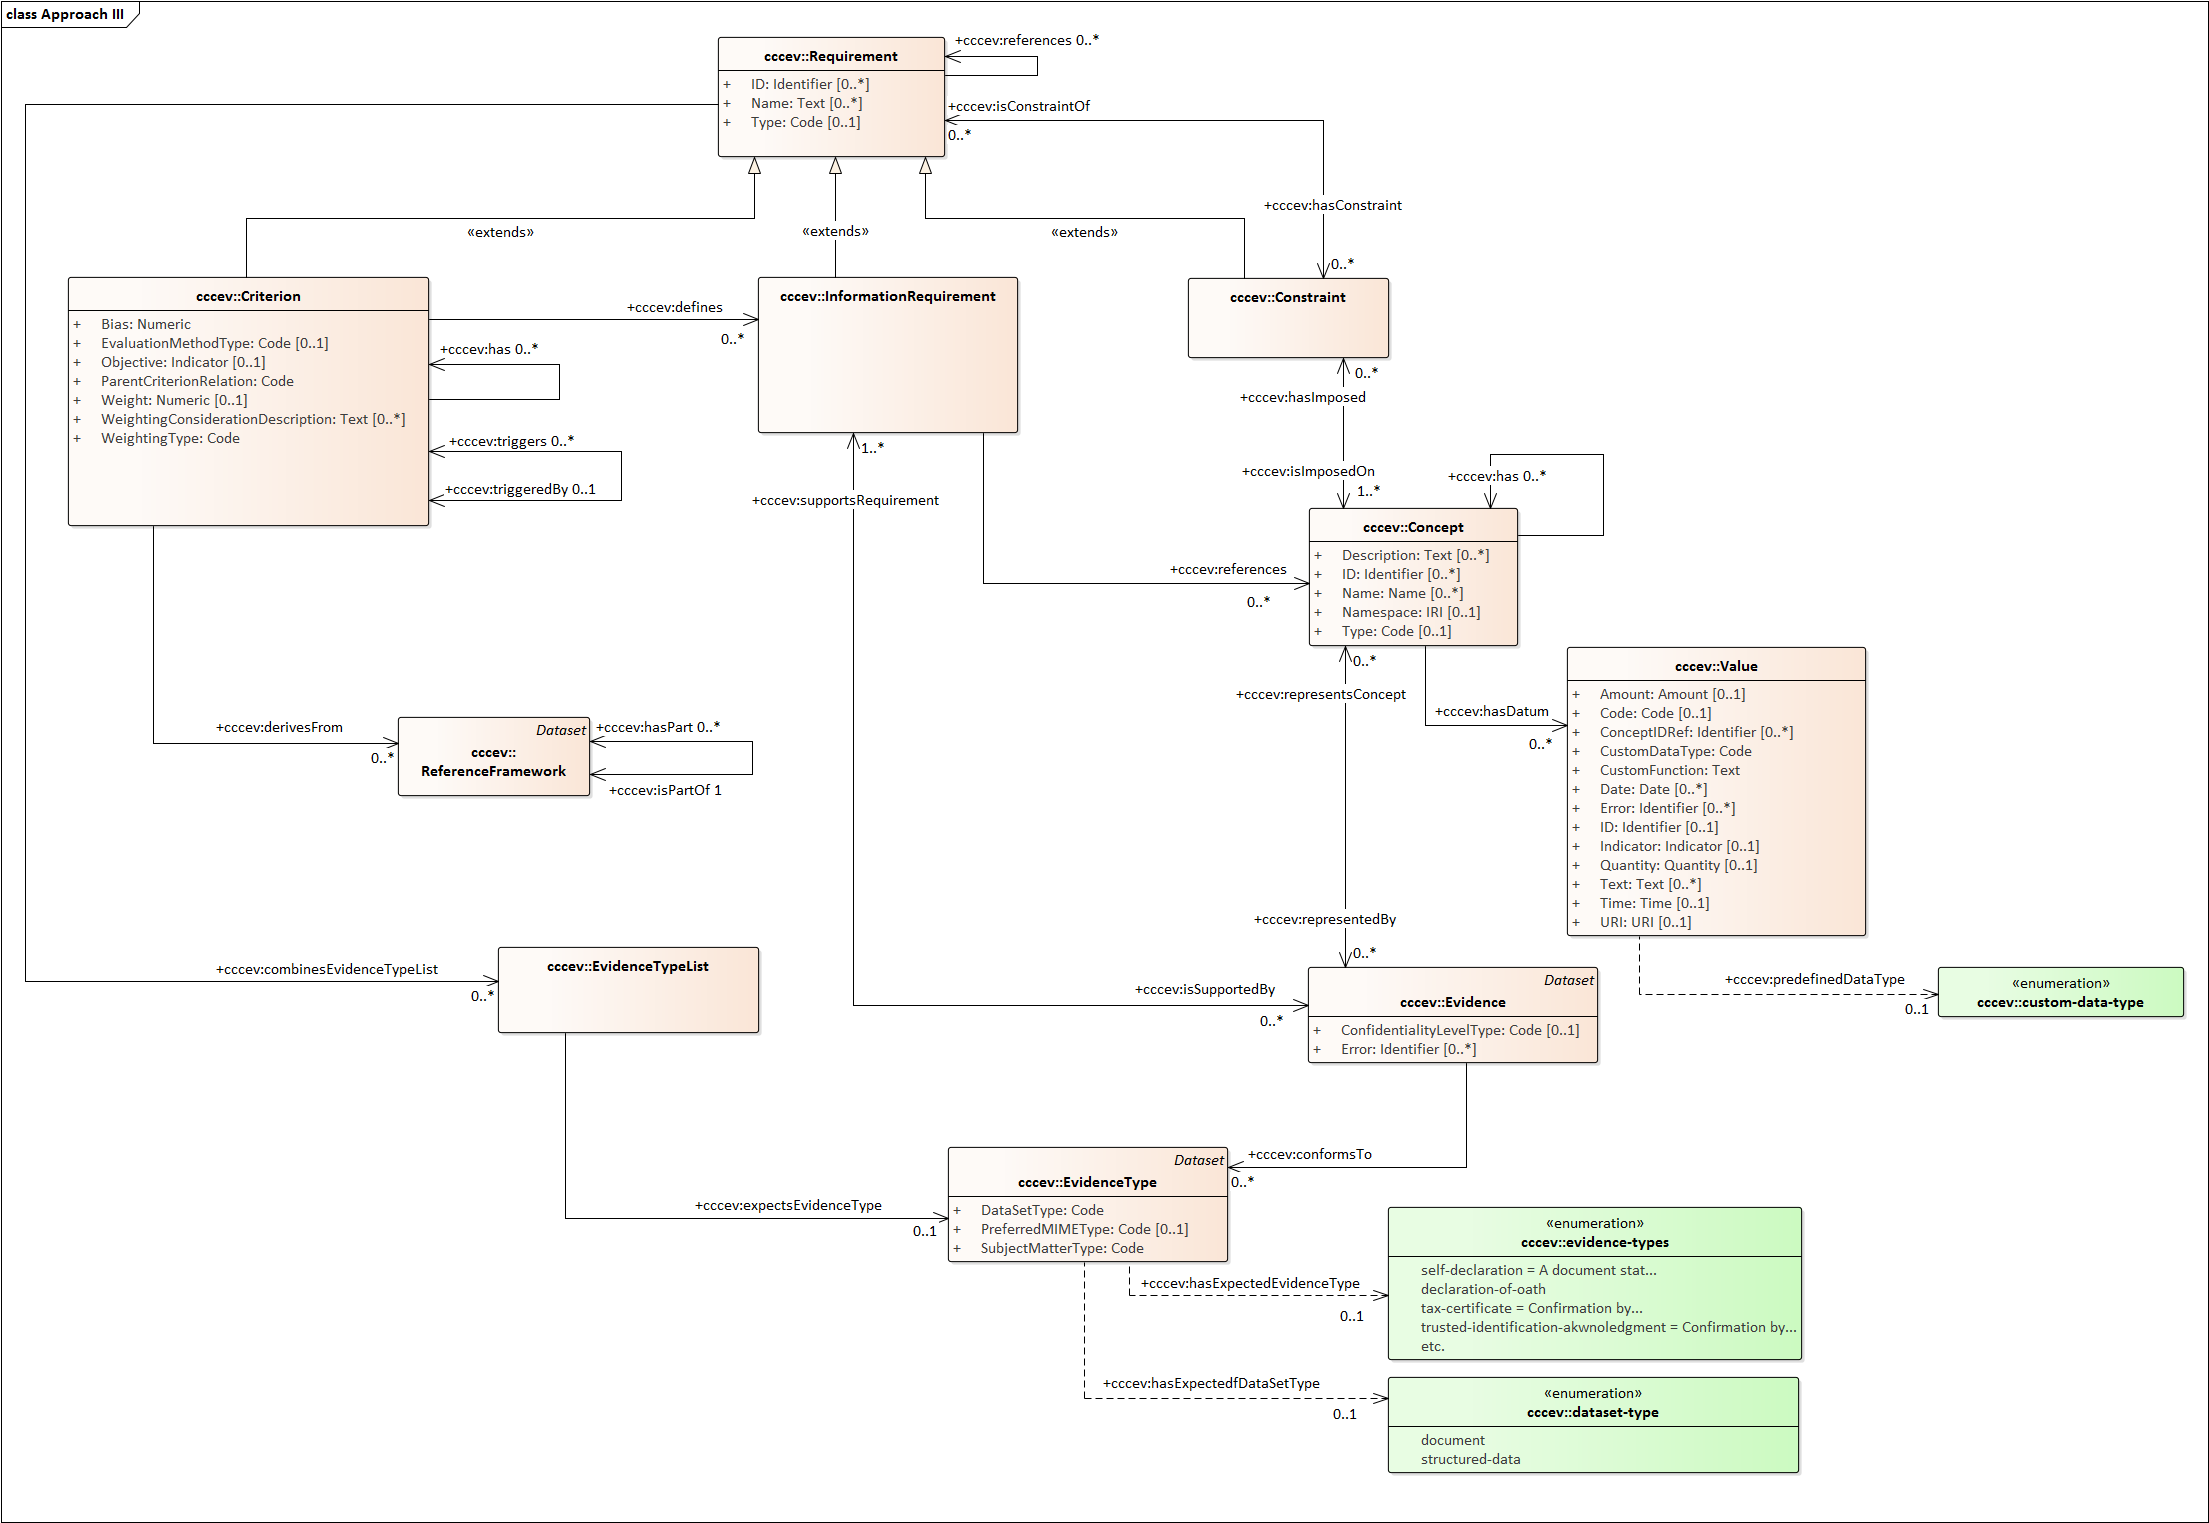 class Approach III
+cccev:references 0..*
cccev::Requirement
+ ID: Identifier [0..*]
+ Name: Text [0..*]
+ Type: Code [0..1]
+cccev:isConstraintOf
0..*
+cccev:hasConstraint
0..*
«extends»
«extends»
«extends»
cccev::Criterion
+ Bias: Numeric
+ EvaluationMethodType: Code [0..1]
+ Objective: Indicator [0..1]
+ ParentCriterionRelation: Code
+ Weight: Numeric [0..1]
+ WeightingConsiderationDescription: Text [0..*]
+ WeightingType: Code
+cccev:defines
0..*
+cccev:has 0..*
+cccev:triggers 0..*
+cccev:triggeredBy 0..1
cccev::InformationRequirement
cccev::Constraint
0..*
+cccev:hasImposed
+cccev:isImposedOn
1..*
+cccev:has 0..*
1..*
+cccev:supportsRequirement
cccev::Concept
+ Description: Text [0..*]
+ ID: Identifier [0..*]
+ Name: Name [0..*]
+ Namespace: IRI [0..1]
+ Type: Code [0..1]
+cccev:references
0..*
0..*
+cccev:representsConcept
+cccev:hasDatum
0..*
cccev::Value
+ Amount: Amount [0..1]
+ Code: Code [0..1]
+ ConceptIDRef: Identifier [0..*]
+ CustomDataType: Code
+ CustomFunction: Text
+ Date: Date [0..*]
+ Error: Identifier [0..*]
+ ID: Identifier [0..1]
+ Indicator: Indicator [0..1]
+ Quantity: Quantity [0..1]
+ Text: Text [0..*]
+ Time: Time [0..1]
+ URI: URI [0..1]
+cccev:derivesFrom
0..*
Dataset
cccev::
ReferenceFramework
+cccev:hasPart 0..*
+cccev:isPartOf 1
+cccev:representedBy
0..*
+cccev:combinesEvidenceTypeList
0..*
cccev::EvidenceTypeList
+cccev:isSupportedBy
0..*
Dataset
cccev::Evidence
+ ConfidentialityLevelType: Code [0..1]
+ Error: Identifier [0..*]
+cccev:predefinedDataType
0..1
«enumeration»
cccev::custom-data-type
+cccev:conformsTo
0..*
+cccev:expectsEvidenceType
0..1
Dataset
cccev::EvidenceType
+ DataSetType: Code
+ PreferredMIMEType: Code [0..1]
+ SubjectMatterType: Code
+cccev:hasExpectedEvidenceType
0..1
«enumeration»
cccev::evidence-types
self-declaration = A document stat...
declaration-of-oath
tax-certificate = Confirmation by...
trusted-identification-akwnoledgment = Confirmation by...
etc.
+cccev:hasExpectedfDataSetType
0..1
«enumeration»
cccev::dataset-type
document
structured-data